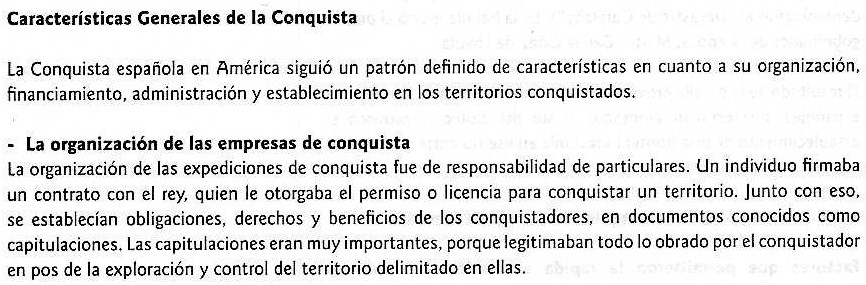 Características Generales de la Conquista
La Conquista española en América siguió un patrón definido de características en cuanto a su organización,
financiamiento, administración y establecimiento en los territorios conquistados.
- La organización de las empresas de conquista
La organización de las expediciones de conquista fue de responsabilidad de particulares. Un individuo firmaba
un contrato con el rey, quien le otorgaba el permiso o licencia para conquistar un territorio. Junto con eso,
se establecían obligaciones, derechos y beneficios de los conquistadores, en documentos conocidos como
capitulaciones. Las capitulaciones eran muy importantes, porque legitimaban todo lo obrado por el conquistador
en pos de la exploración y control del territorio delimitado en ellas.